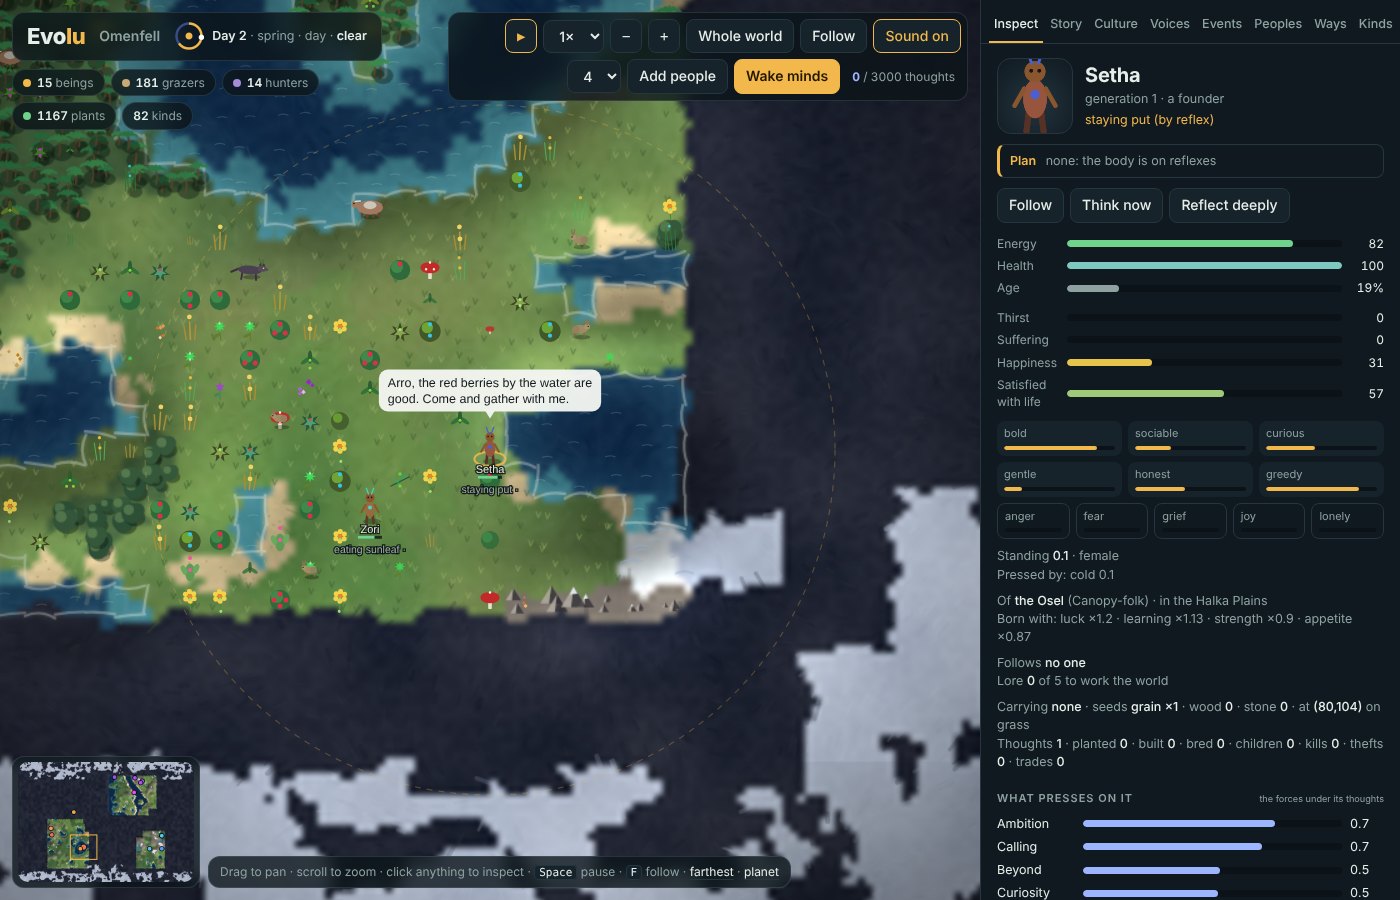 Evolu Omenfell Day 2 · spring · day · clear
15 beings 181 grazers 14 hunters
1167 plants 82 kinds
1× − + Whole world Follow Sound on
4 Add people Wake minds 0 / 3000 thoughts
Arro, the red berries by the water are
good. Come and gather with me.
Setha
staying put ·
Zori
eating sunleaf ·
Drag to pan · scroll to zoom · click anything to inspect · Space pause · F follow · farthest · planet
Inspect Story Culture Voices Events Peoples Ways Kinds
Setha
generation 1 · a founder
staying put (by reflex)
Plan none: the body is on reflexes
Follow Think now Reflect deeply
Energy 82
Health 100
Age 19%
Thirst 0
Suffering 0
Happiness 31
Satisfied
with life 57
bold sociable curious
gentle honest greedy
anger fear grief joy lonely
Standing 0.1 · female
Pressed by: cold 0.1
Of the Osel (Canopy-folk) · in the Halka Plains
Born with: luck ×1.2 · learning ×1.13 · strength ×0.9 · appetite
×0.87
Follows no one
Lore 0 of 5 to work the world
Carrying none · seeds grain ×1 · wood 0 · stone 0 · at (80,104) on
grass
Thoughts 1 · planted 0 · built 0 · bred 0 · children 0 · kills 0 · thefts
0 · trades 0
WHAT PRESSES ON IT the forces under its thoughts
Ambition 0.7
Calling 0.7
Beyond 0.5
Curiosity 0.5